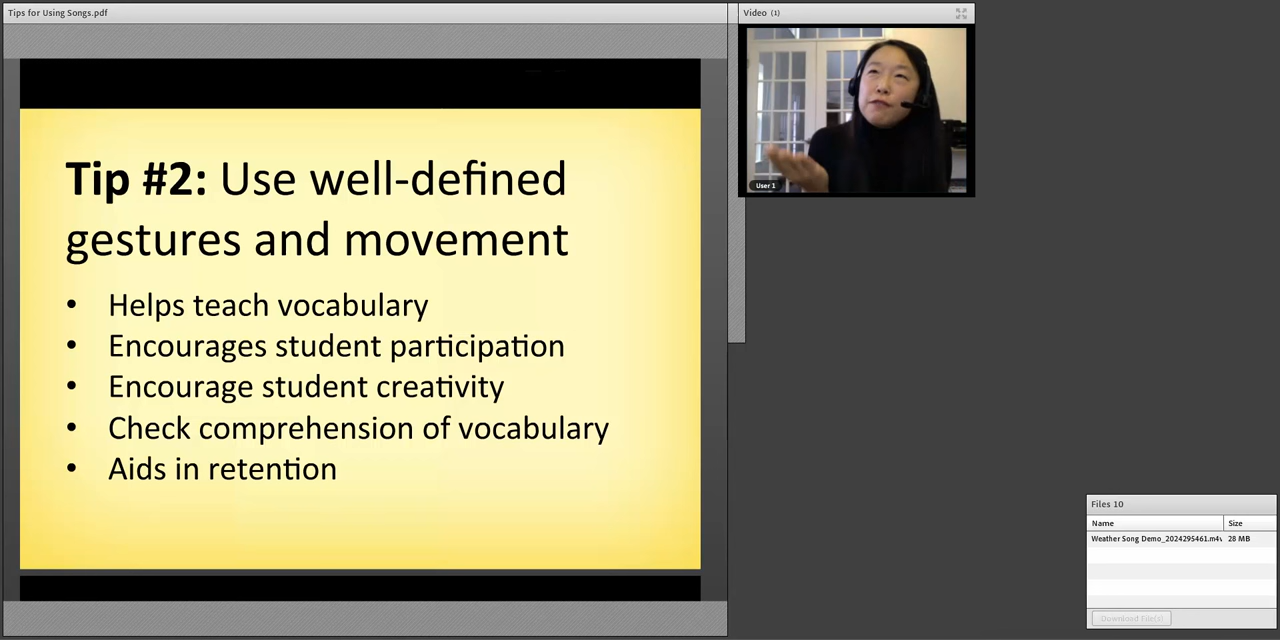 Tips for Using Songs.pdf
Video (1)
User 1
Tip #2: Use well-defined
gestures and movement
• Helps teach vocabulary
• Encourages student participation
• Encourage student creativity
• Check comprehension of vocabulary
• Aids in retention
Files 10
Name Size
Weather Song Demo_2024295461.m4v 28 MB
Download File(s)